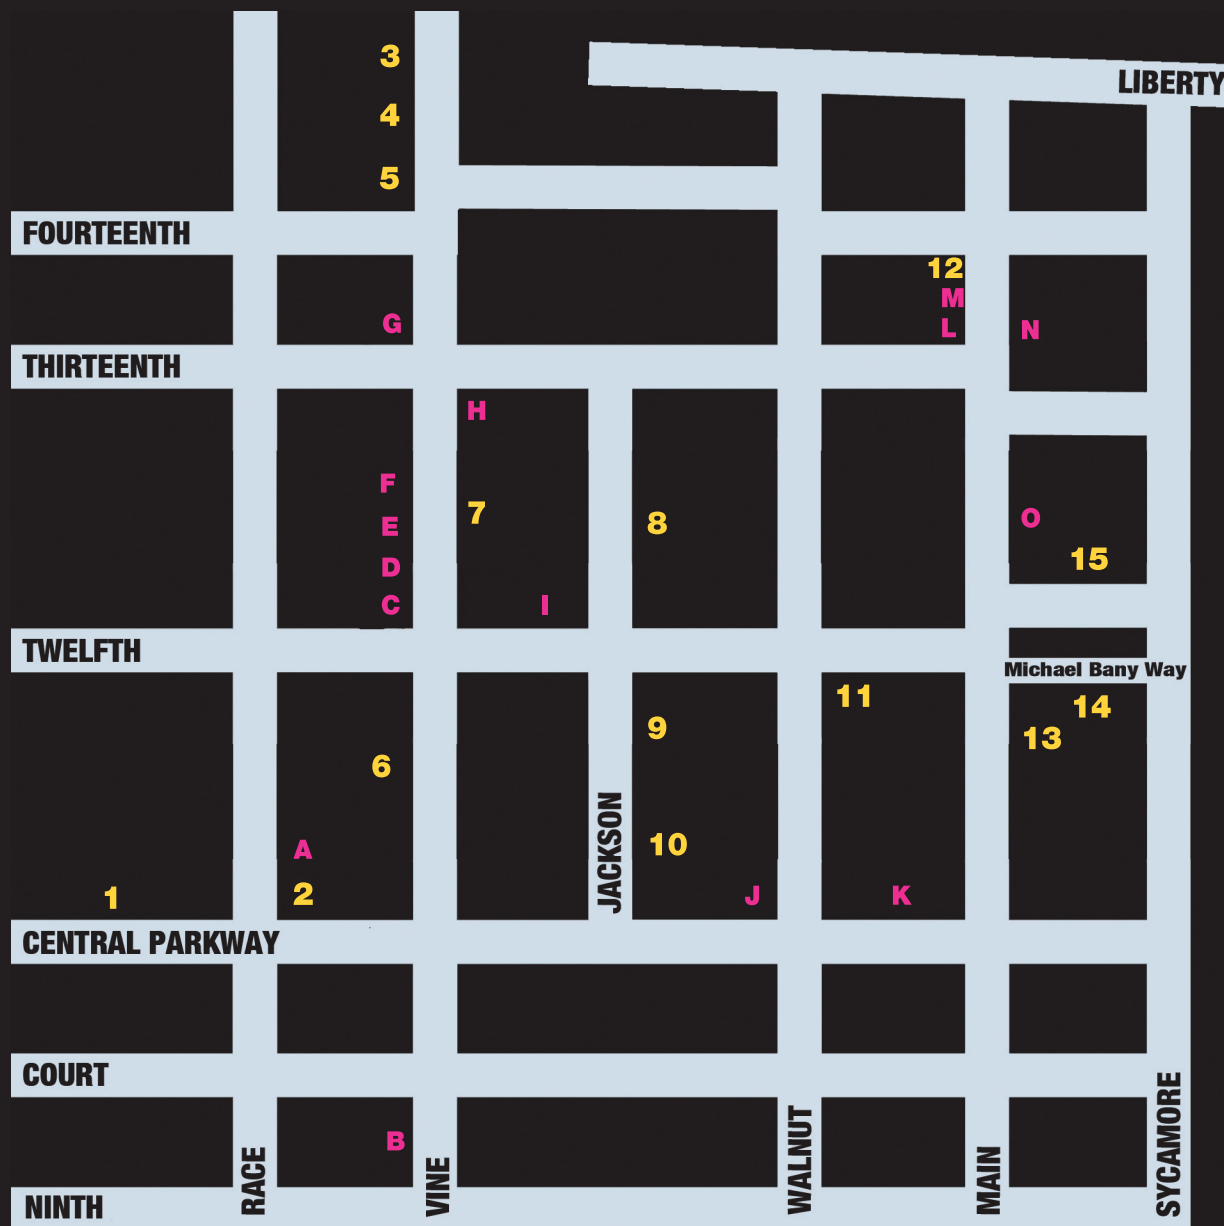 3
LIBERTY
4
5
FOURTEENTH
12
M
G
L
N
THIRTEENTH
H
F
7
O
E
8
15
D
C
I
TWELFTH
Michael Bany Way
11
14
9
13
6
10
A
JACKSON
1
2
J
K
CENTRAL PARKWAY
COURT
B
RACE
VINE
WALNUT
MAIN
SYCAMORE
NINTH